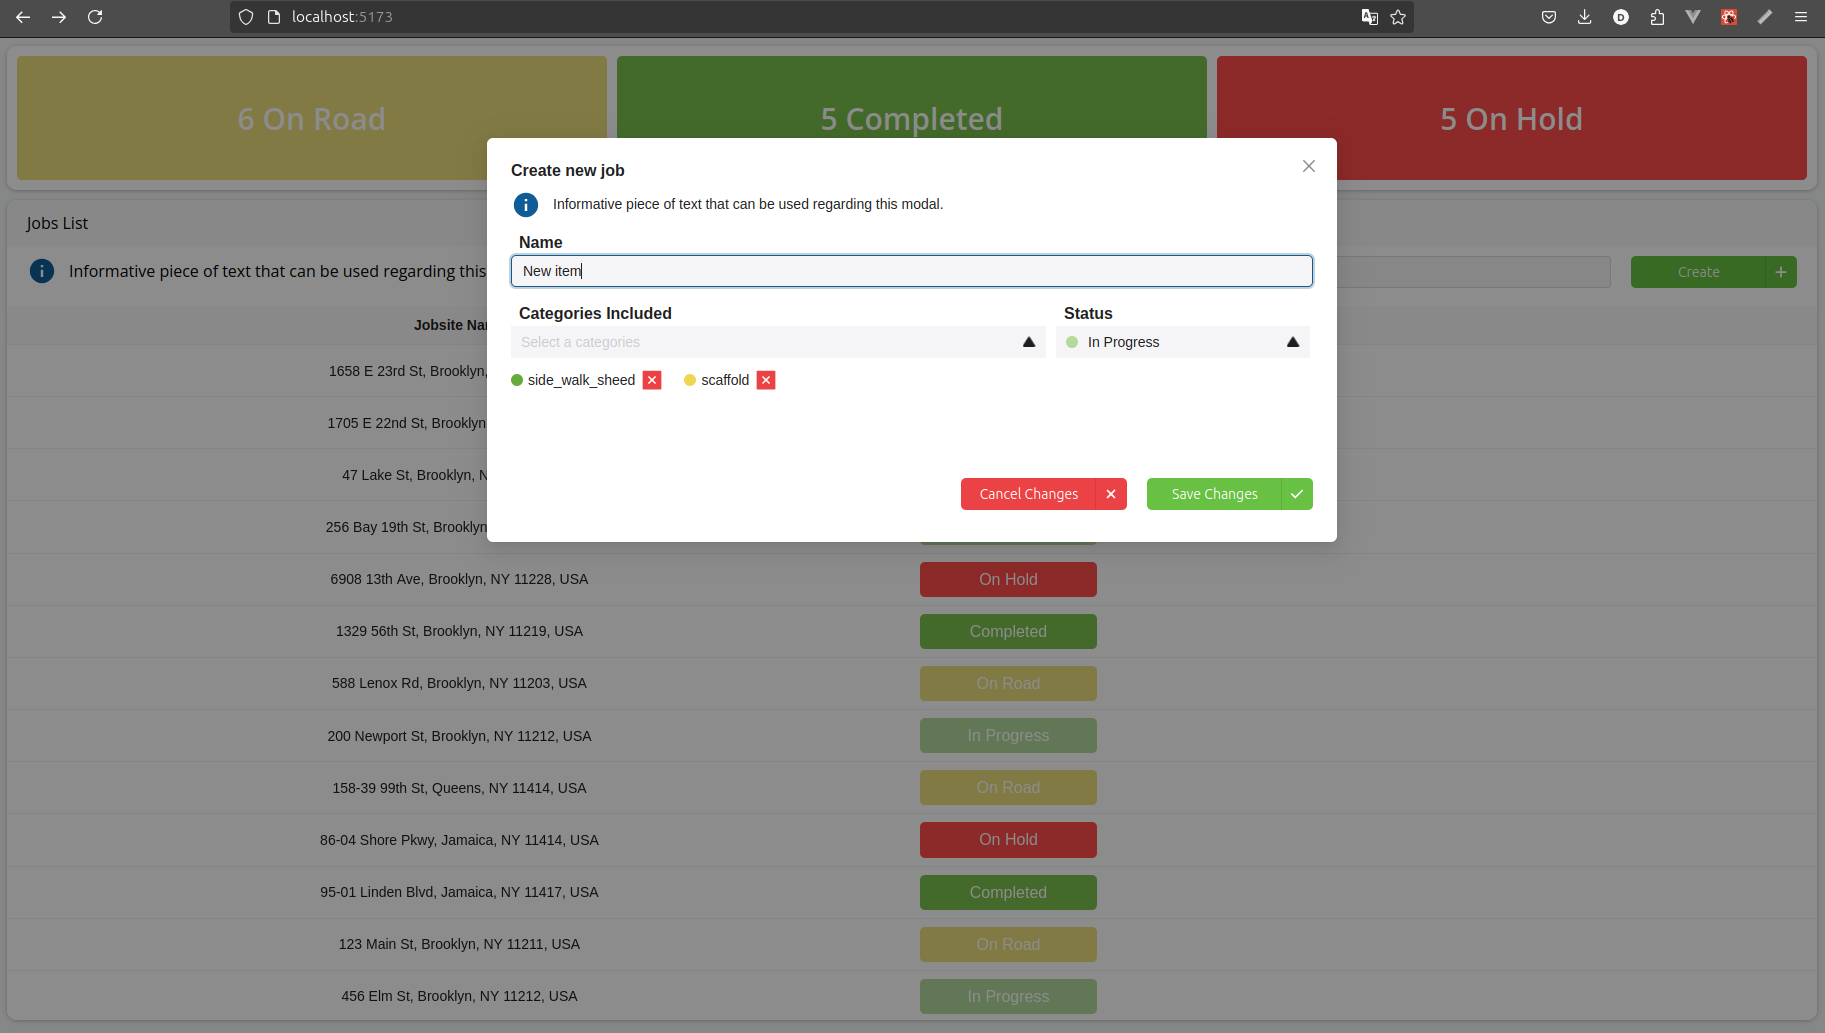 localhost:5173
6 On Road
5 Completed
5 On Hold
Create new job
Informative piece of text that can be used regarding this modal.
Name
New item
Categories Included
Status
Select a categories
In Progress
side_walk_sheed
scaffold
Cancel Changes
Save Changes
Jobs List
Informative piece of text that can be used regarding this
Create
Jobsite Na
1658 E 23rd St, Brooklyn,
1705 E 22nd St, Brooklyn
47 Lake St, Brooklyn, N
256 Bay 19th St, Brooklyn
6908 13th Ave, Brooklyn, NY 11228, USA
On Hold
1329 56th St, Brooklyn, NY 11219, USA
Completed
588 Lenox Rd, Brooklyn, NY 11203, USA
On Road
200 Newport St, Brooklyn, NY 11212, USA
In Progress
158-39 99th St, Queens, NY 11414, USA
On Road
86-04 Shore Pkwy, Jamaica, NY 11414, USA
On Hold
95-01 Linden Blvd, Jamaica, NY 11417, USA
Completed
123 Main St, Brooklyn, NY 11211, USA
On Road
456 Elm St, Brooklyn, NY 11212, USA
In Progress